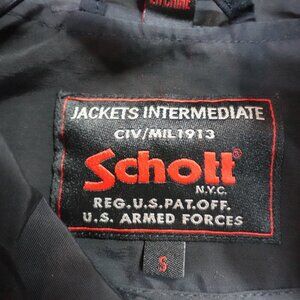 JACKETS INTERMEDIATE
CIV/MIL1913
Schott®
N.Y.C.
REG.U.S.PAT.OFF.
U.S. ARMED FORCES
S